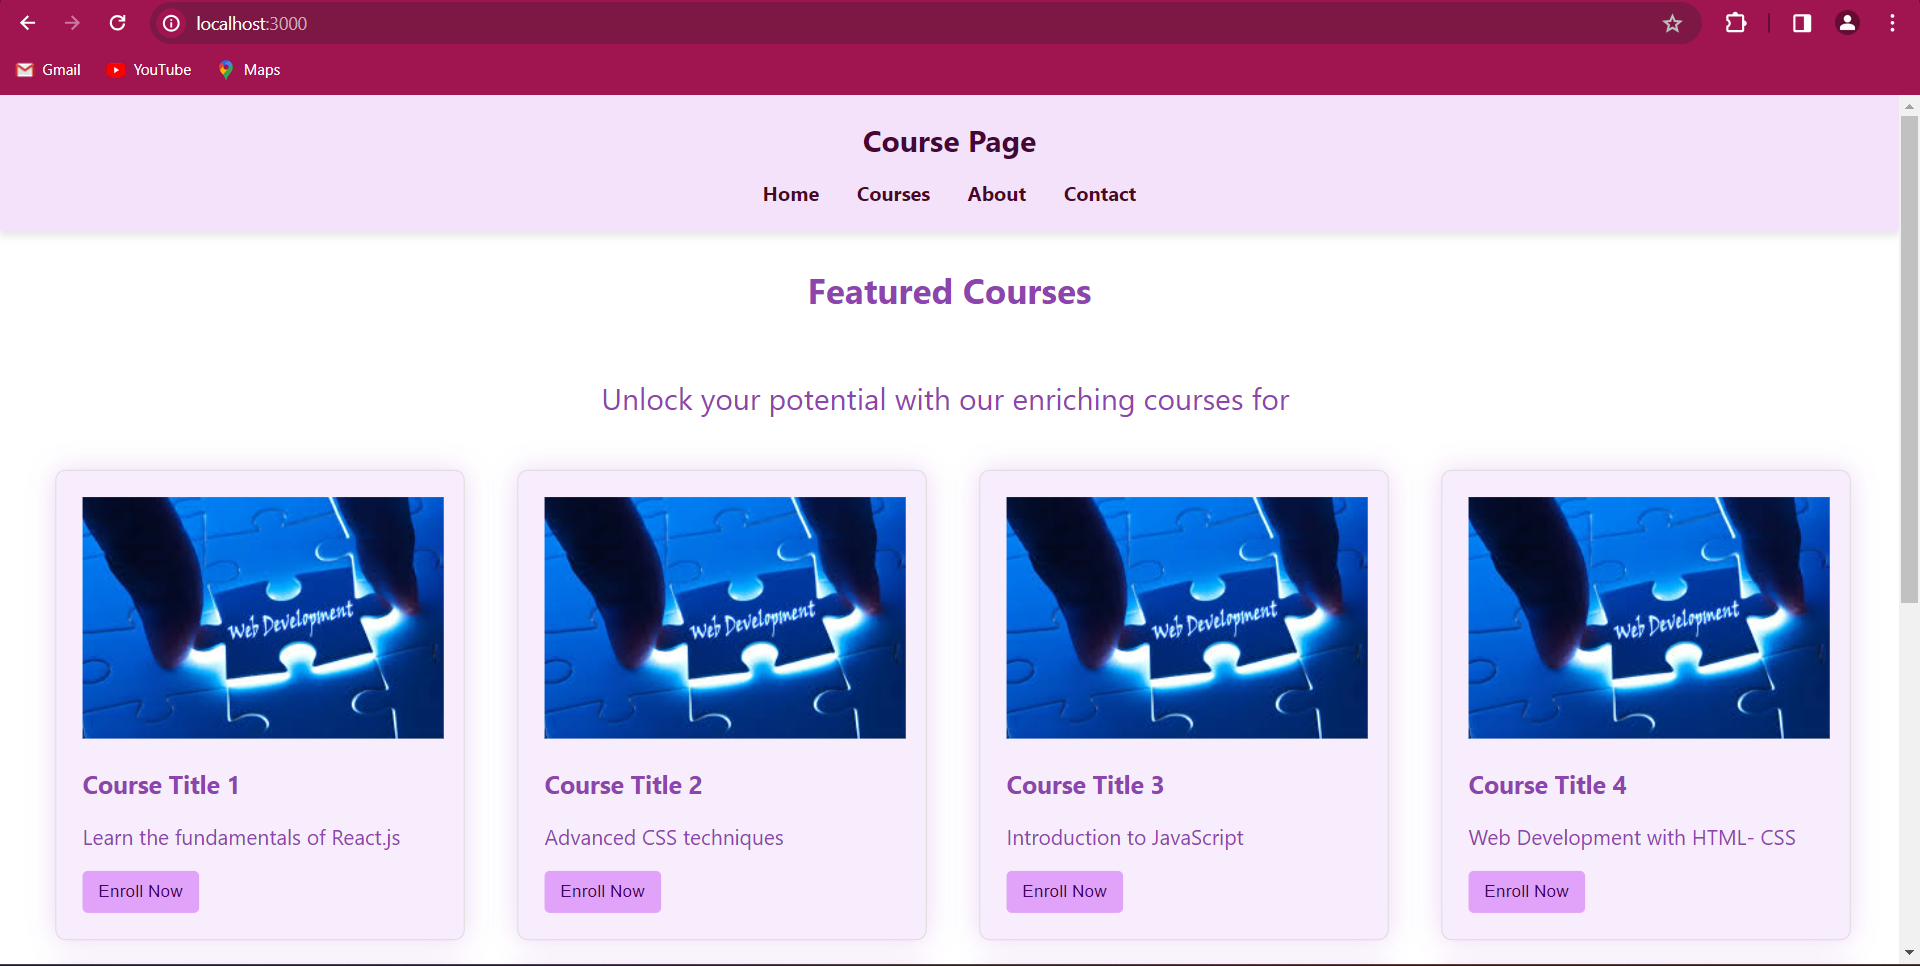 localhost:3000
Gmail YouTube Maps
Course Page
Home Courses About Contact
Featured Courses
Unlock your potential with our enriching courses for
Web Development Web Development Web Development Web Development
Course Title 1 Course Title 2 Course Title 3 Course Title 4
Learn the fundamentals of React.js Advanced CSS techniques Introduction to JavaScript Web Development with HTML- CSS
Enroll Now Enroll Now Enroll Now Enroll Now